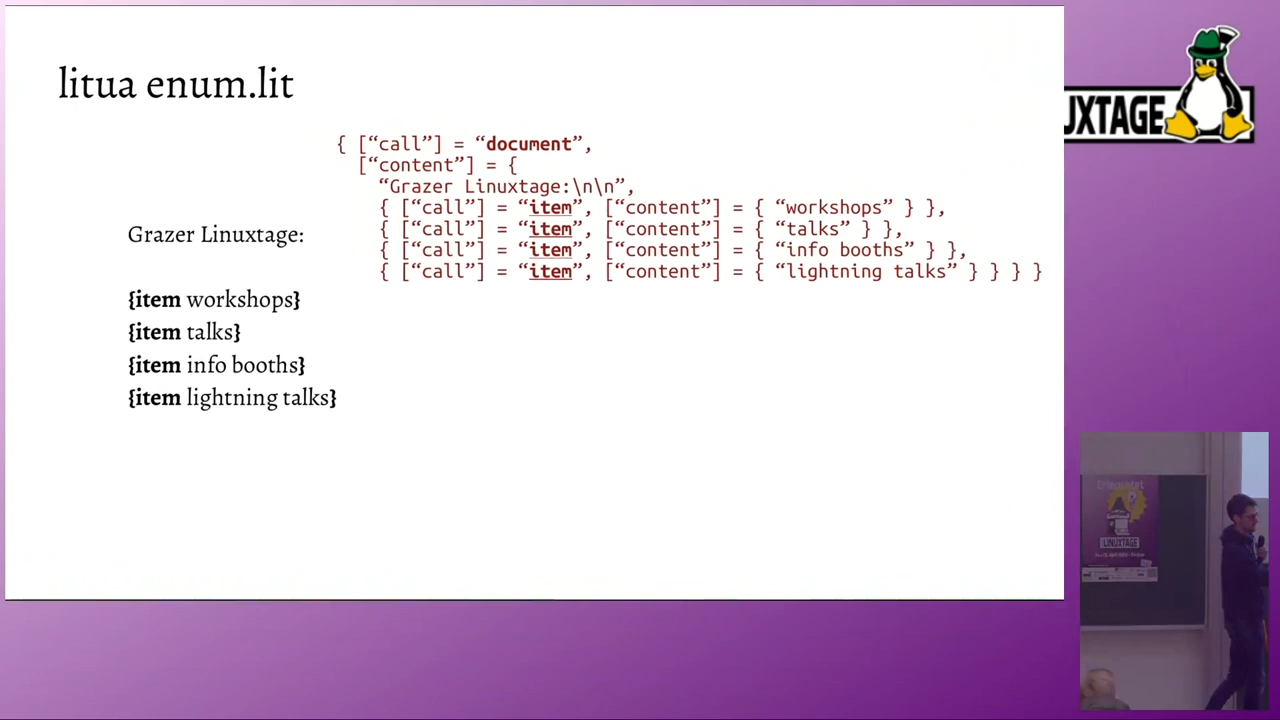 litua enum.lit
{ [“call”] = “document”,
[“content”] = {
“Grazer Linuxtage:\n\n”,
{ [“call”] = “item”, [“content”] = { “workshops” } },
{ [“call”] = “item”, [“content”] = { “talks” } },
{ [“call”] = “item”, [“content”] = { “info booths” } },
{ [“call”] = “item”, [“content”] = { “lightning talks” } } } }
Grazer Linuxtage:
{item workshops}
{item talks}
{item info booths}
{item lightning talks}
UXTAGE
LINUXTAGE